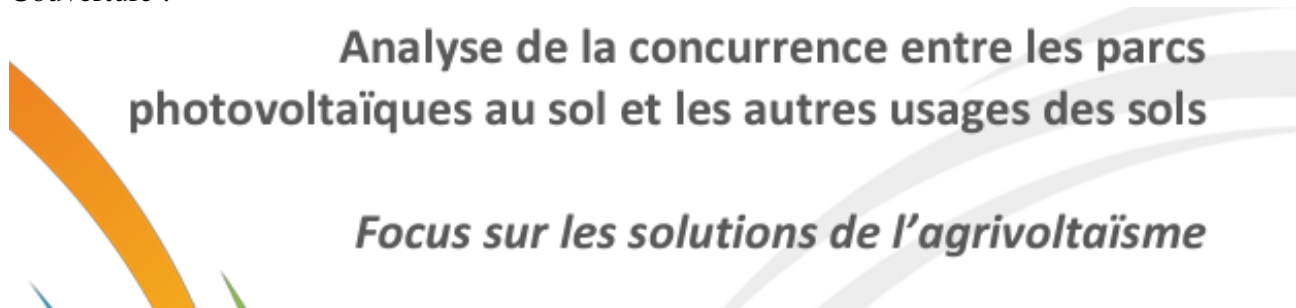 Analyse de la concurrence entre les parcs
photovoltaïques au sol et les autres usages des sols
Focus sur les solutions de l’agrivoltaïsme